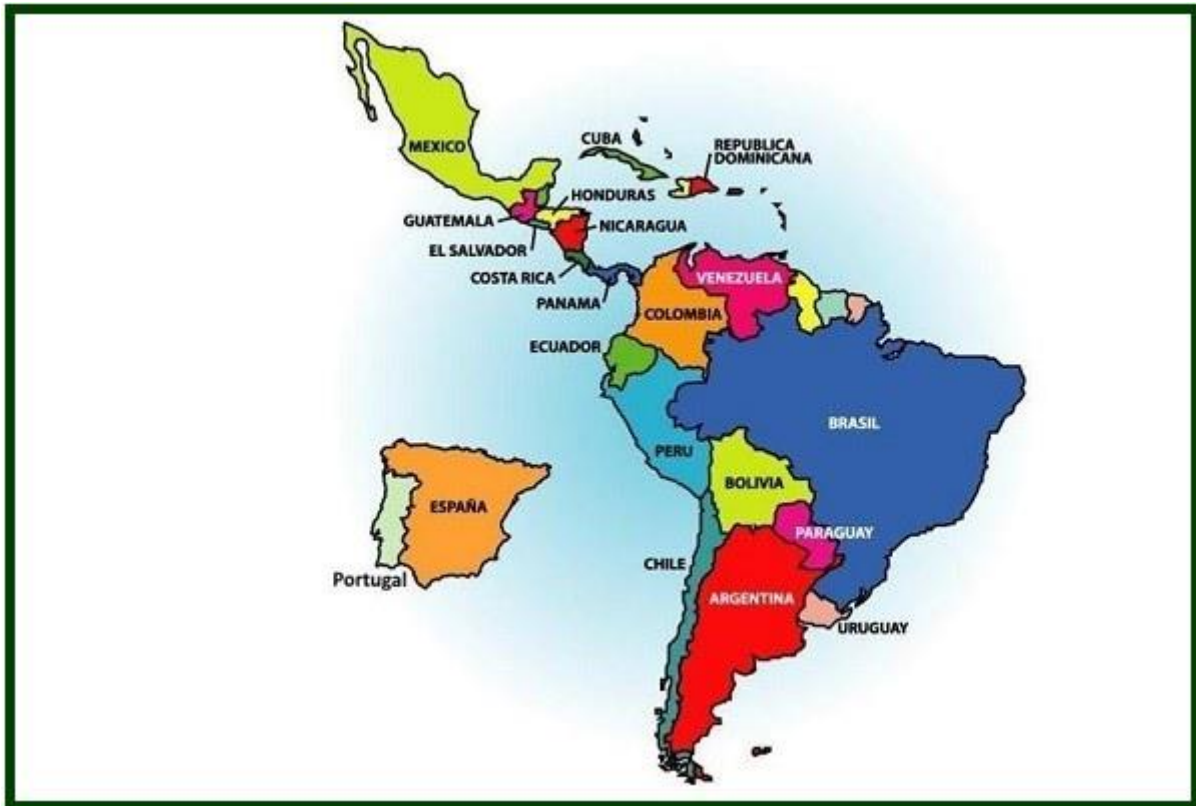 MEXICO
CUBA
REPUBLICA
DOMINICANA
HONDURAS
GUATEMALA
NICARAGUA
EL SALVADOR
COSTA RICA
VENEZUELA
PANAMA
COLOMBIA
ECUADOR
BRASIL
PERU
BOLIVIA
ESPAÑA
PARAGUAY
CHILE
Portugal
ARGENTINA
URUGUAY